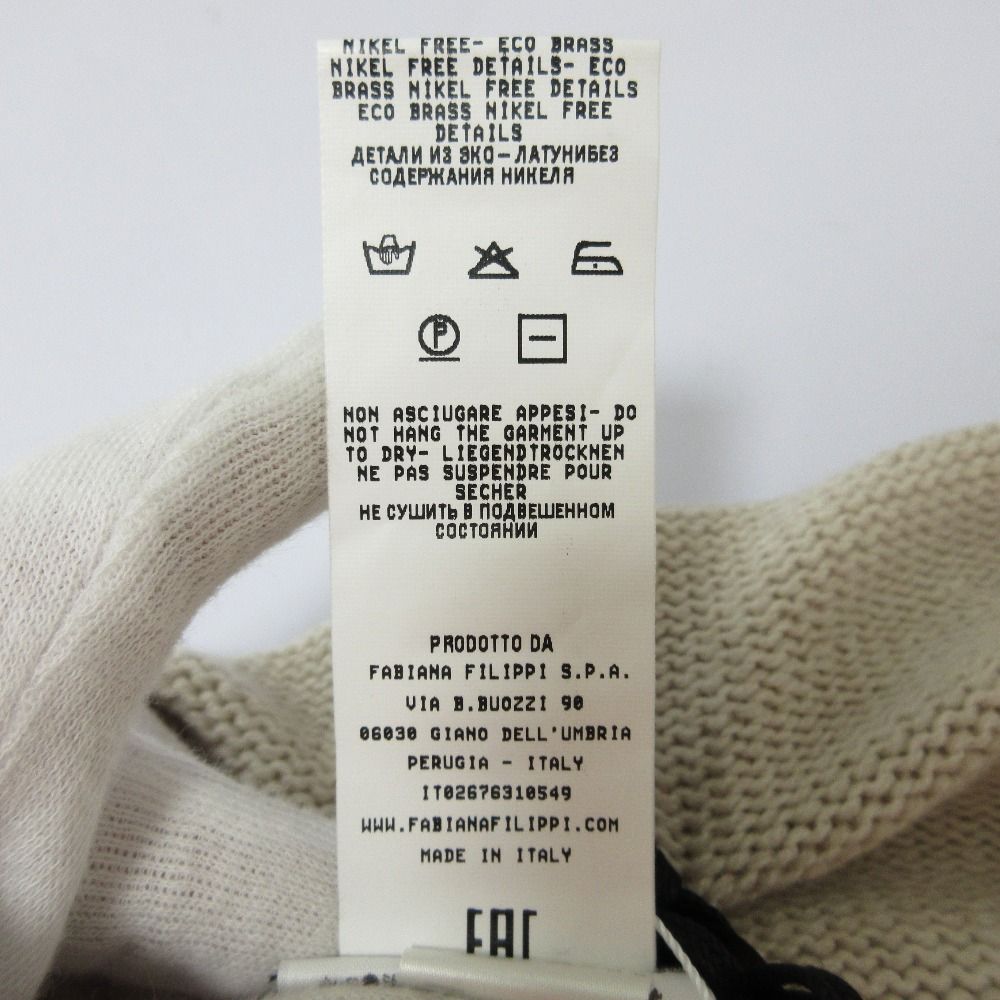 NIKEL FREE- ECO BRASS
NIKEL FREE DETAILS- ECO
BRASS NIKEL FREE DETAILS
ECO BRASS NIKEL FREE
DETAILS
ДЕТАЛИ ИЗ ЭКО-ЛАТУНИБЕЗ
СОДЕРЖАНИЯ НИКЕЛЯ
P
NON ASCIUGARE APPESI- DO
NOT HANG THE GARMENT UP
TO DRY- LIEGENDTROCKNEN
NE PAS SUSPENDRE POUR
SECHER
НЕ СУШИТЬ В ПОДВЕШЕННОМ
СОСТОЯНИИ
PRODOTTO DA
FABIANA FILIPPI S.P.A.
VIA B.BUOZZI 90
06030 GIANO DELL'UMBRIA
PERUGIA - ITALY
IT02676310549
WWW.FABIANAFILIPPI.COM
MADE IN ITALY
EAC